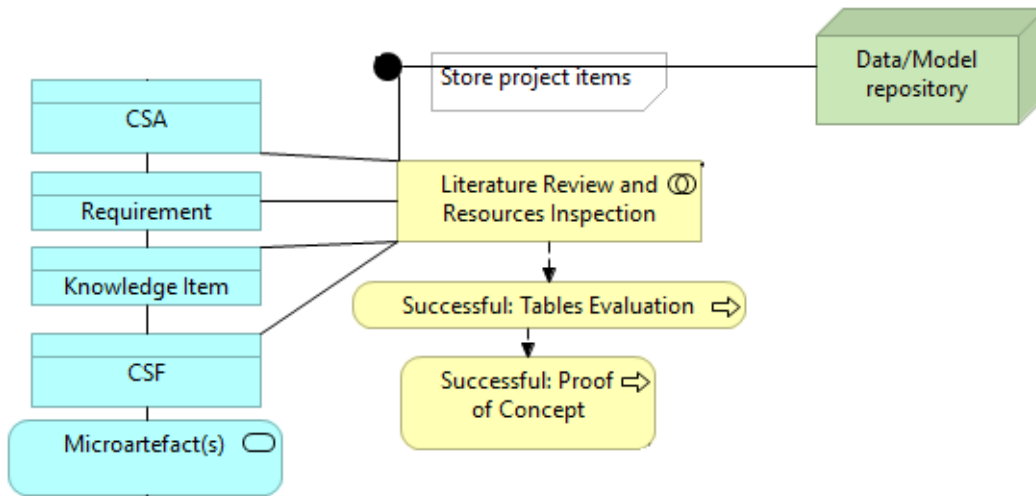 Store project items
Data/Model
repository
CSA
Literature Review and
Resources Inspection
Requirement
Knowledge Item
Successful: Tables Evaluation
CSF
Successful: Proof
of Concept
Microartefact(s)